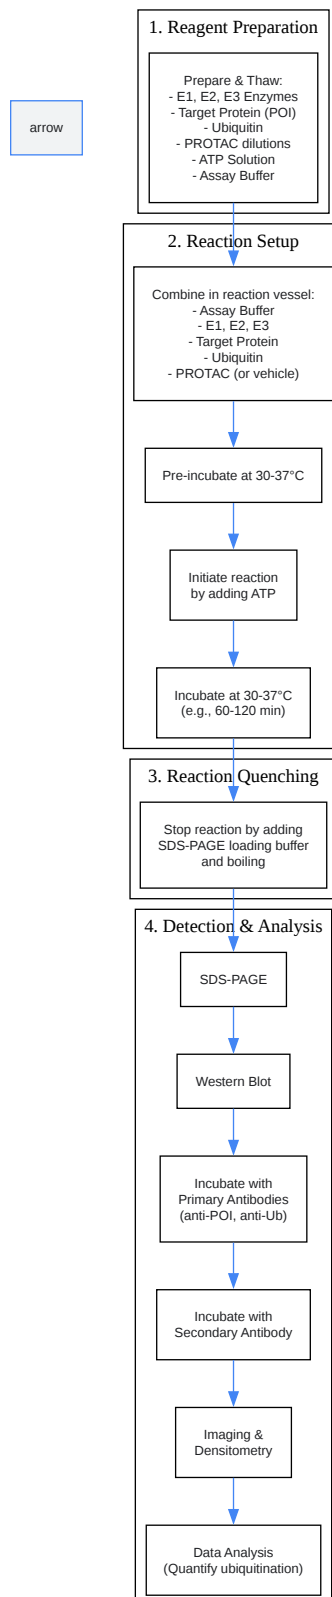 1. Reagent Preparation
Prepare & Thaw:
- E1, E2, E3 Enzymes
- Target Protein (POI)
- Ubiquitin
- PROTAC dilutions
- ATP Solution
- Assay Buffer
arrow
2. Reaction Setup
Combine in reaction vessel:
- Assay Buffer
- E1, E2, E3
- Target Protein
- Ubiquitin
- PROTAC (or vehicle)
Pre-incubate at 30-37°C
Initiate reaction
by adding ATP
Incubate at 30-37°C
(e.g., 60-120 min)
3. Reaction Quenching
Stop reaction by adding
SDS-PAGE loading buffer
and boiling
4. Detection & Analysis
SDS-PAGE
Western Blot
Incubate with
Primary Antibodies
(anti-POI, anti-Ub)
Incubate with
Secondary Antibody
Imaging &
Densitometry
Data Analysis
(Quantify ubiquitination)